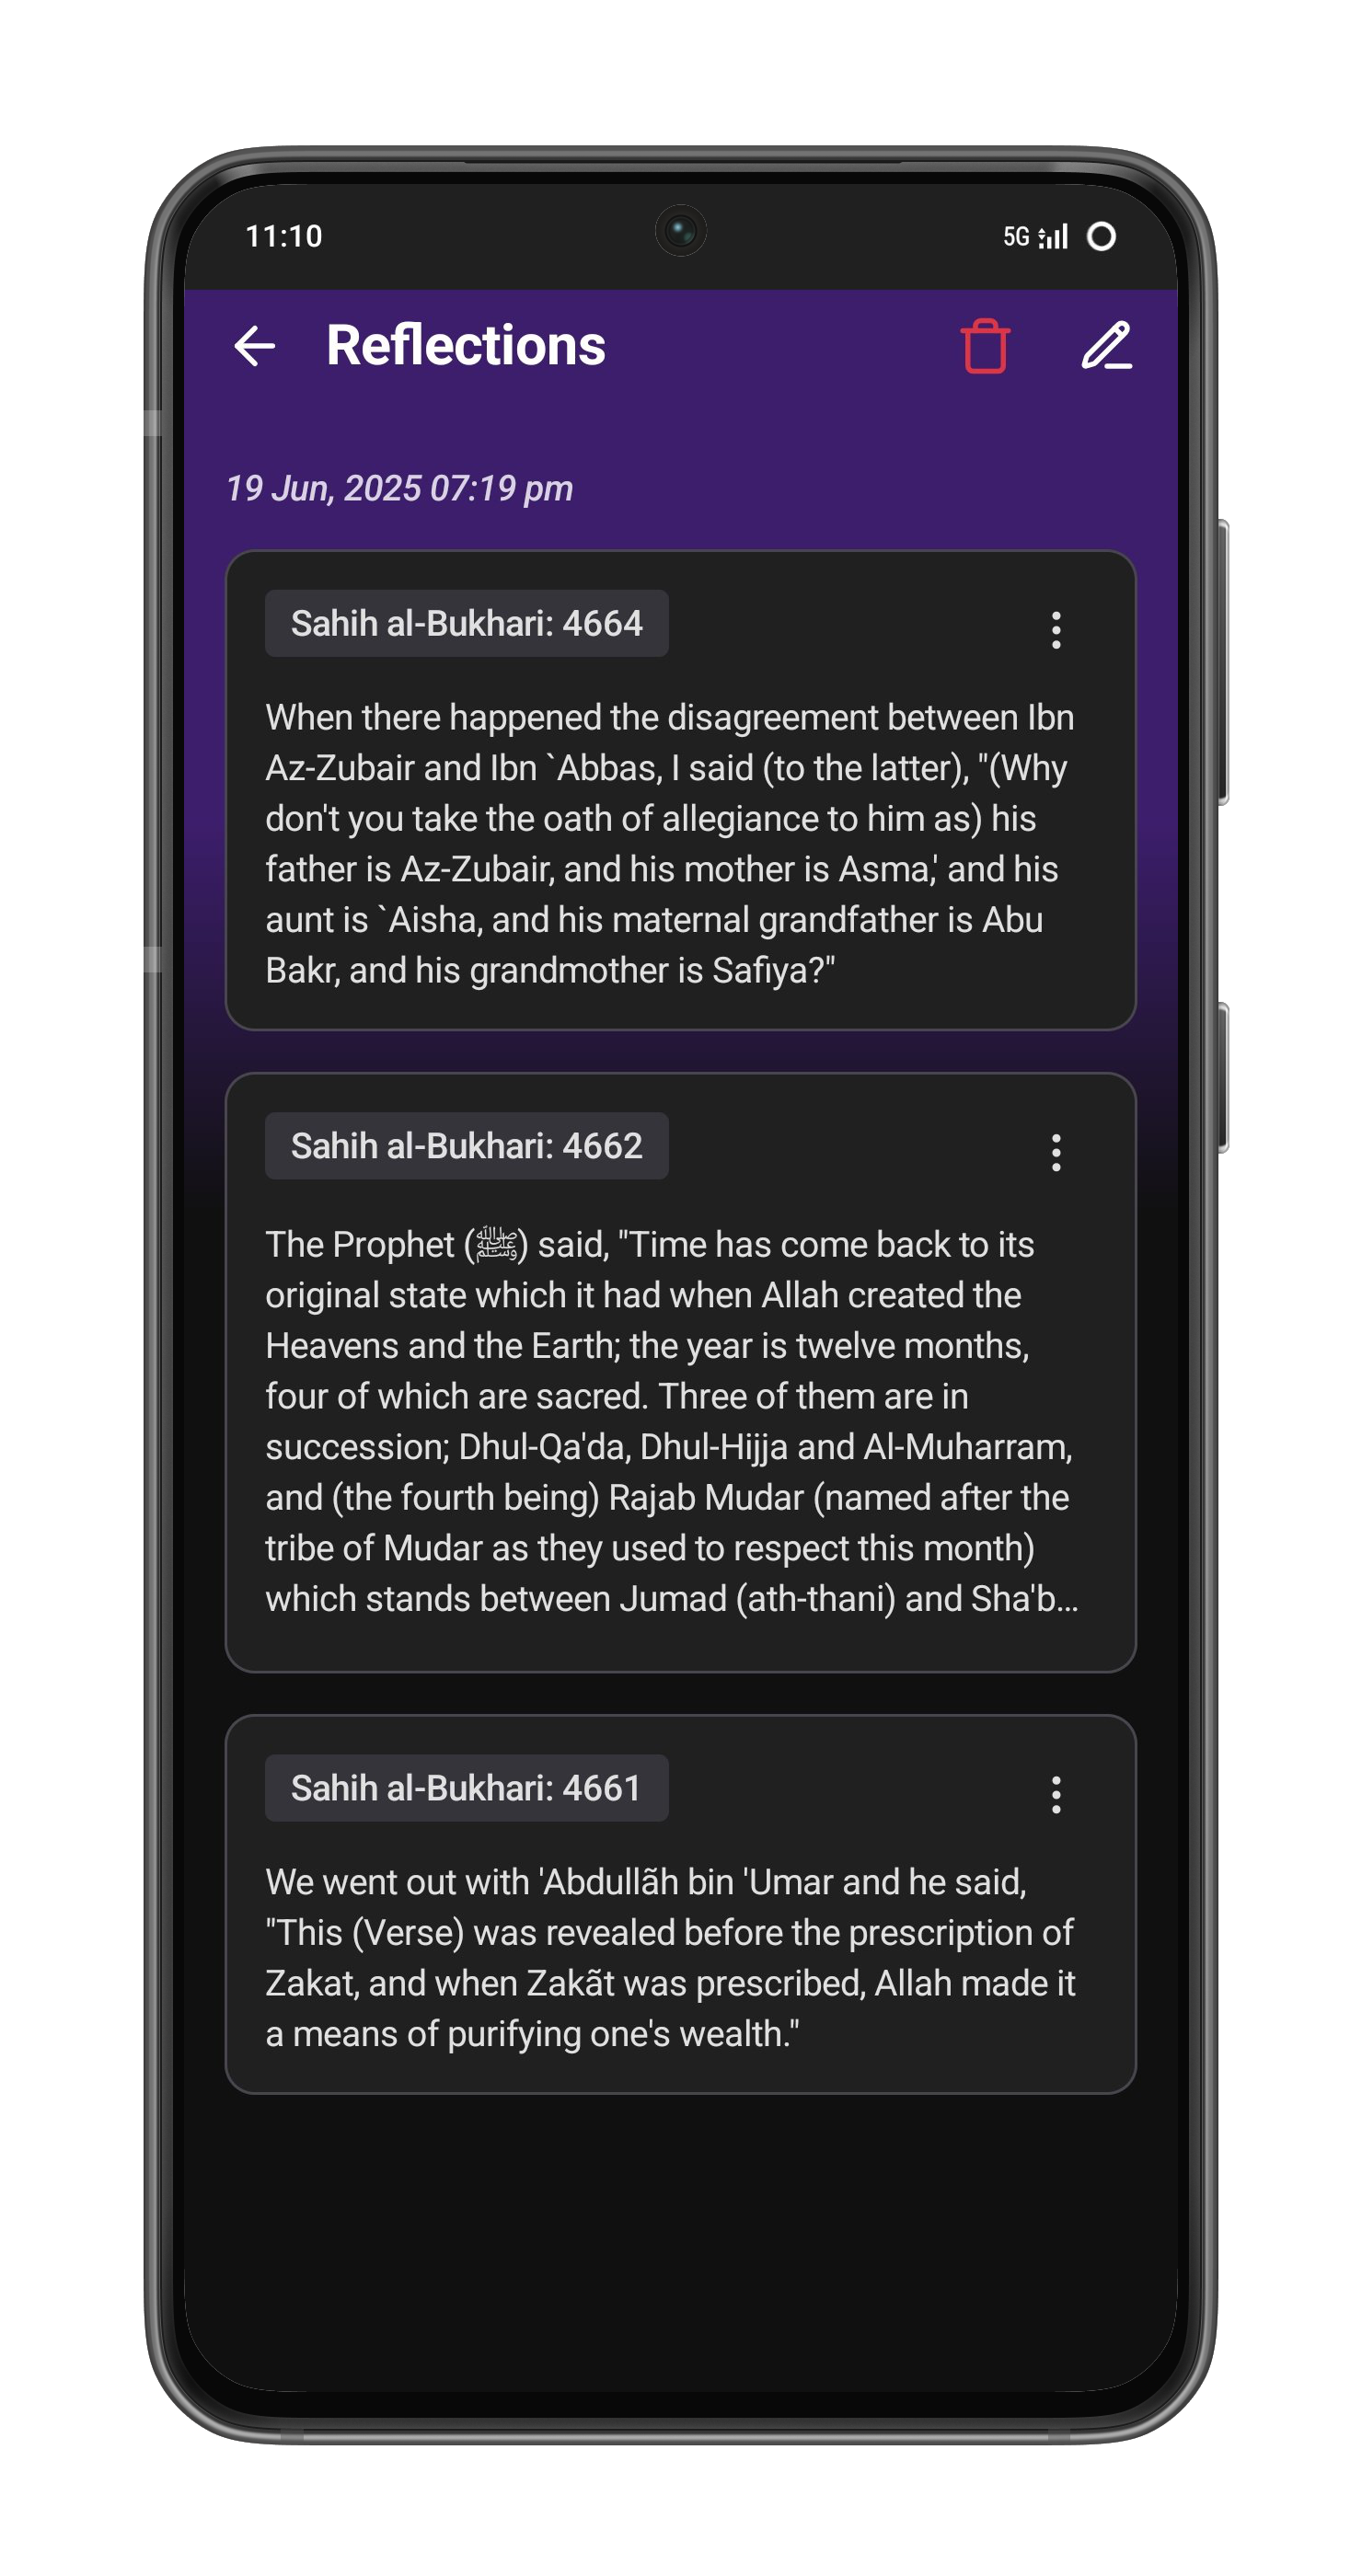 11:10
5G
Reflections
19 Jun, 2025 07:19 pm
Sahih al-Bukhari: 4664
When there happened the disagreement between Ibn
Az-Zubair and Ibn `Abbas, I said (to the latter), "(Why
don't you take the oath of allegiance to him as) his
father is Az-Zubair, and his mother is Asma,' and his
aunt is `Aisha, and his maternal grandfather is Abu
Bakr, and his grandmother is Safiya?"
Sahih al-Bukhari: 4662
The Prophet (ﷺ) said, "Time has come back to its
original state which it had when Allah created the
Heavens and the Earth; the year is twelve months,
four of which are sacred. Three of them are in
succession; Dhul-Qa'da, Dhul-Hijja and Al-Muharram,
and (the fourth being) Rajab Mudar (named after the
tribe of Mudar as they used to respect this month)
which stands between Jumad (ath-thani) and Sha'b...
Sahih al-Bukhari: 4661
We went out with 'Abdullãh bin 'Umar and he said,
"This (Verse) was revealed before the prescription of
Zakat, and when Zakãt was prescribed, Allah made it
a means of purifying one's wealth."